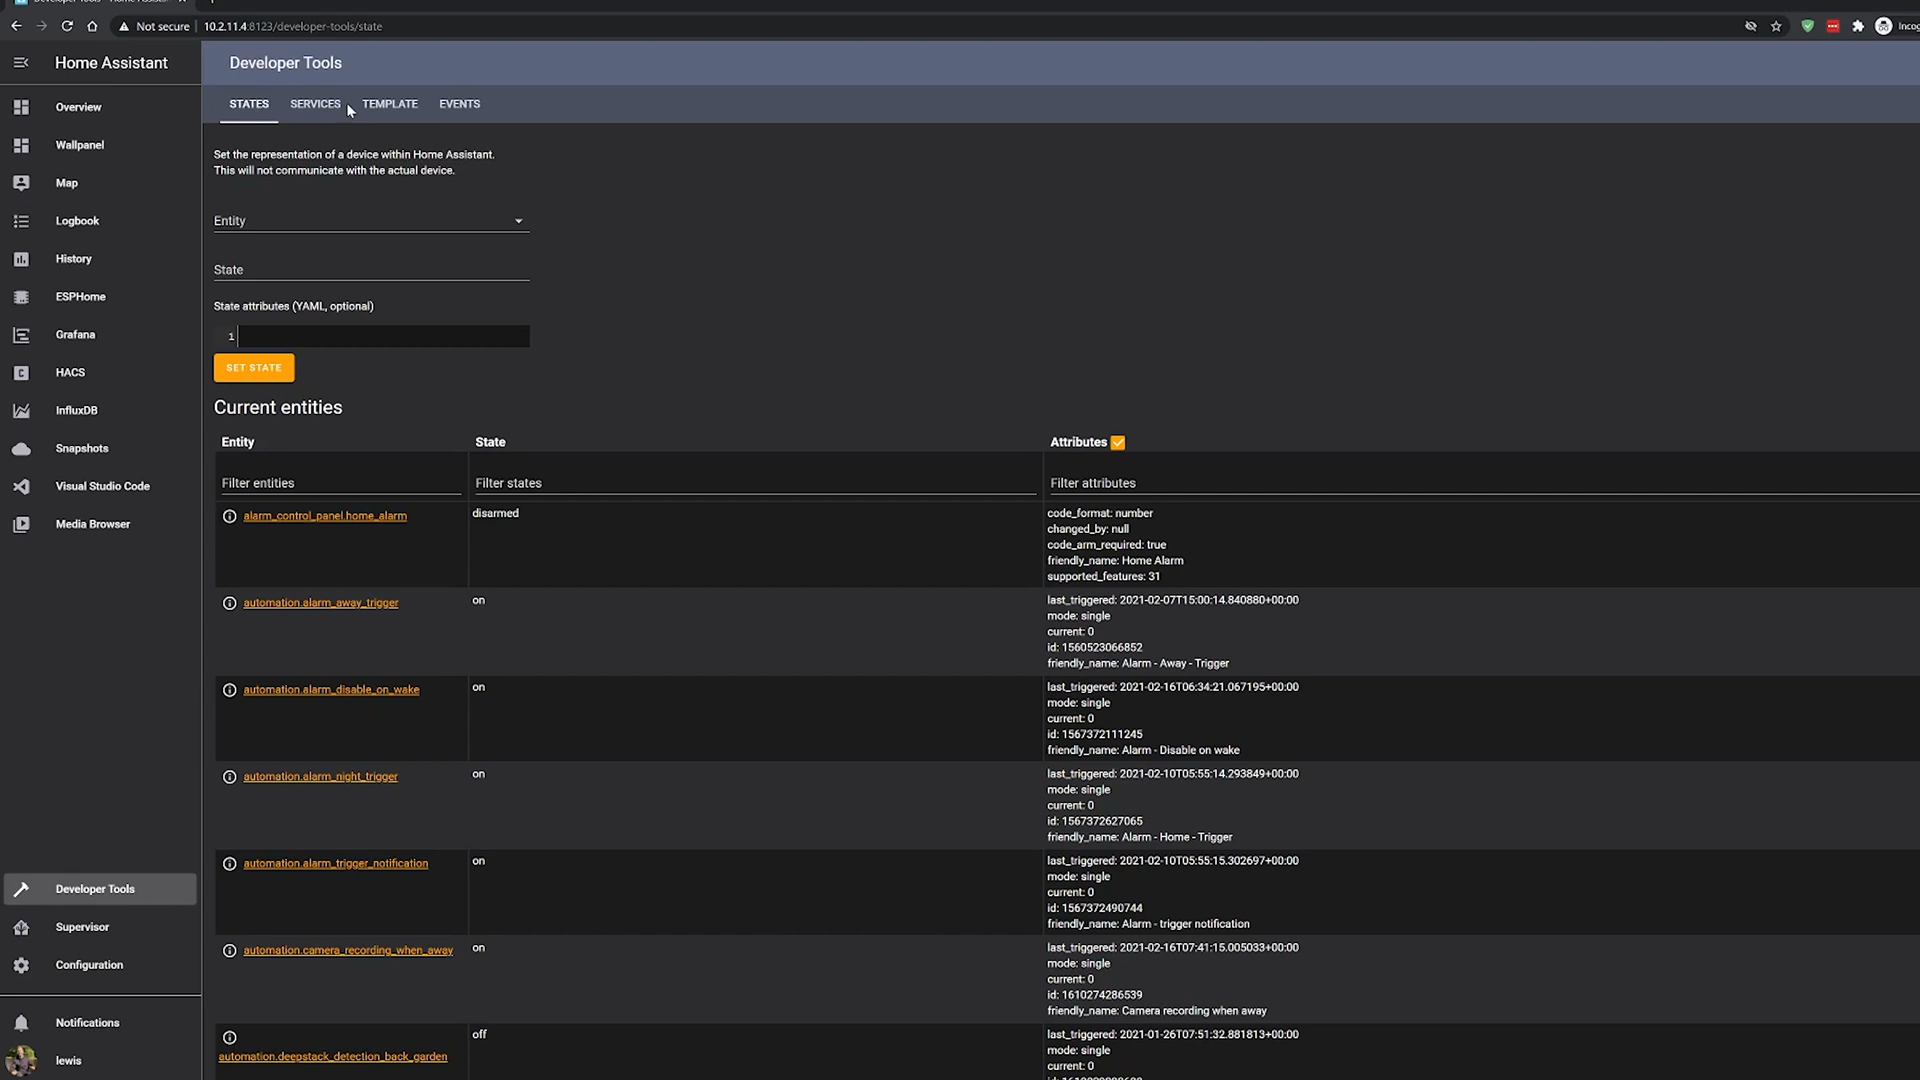 Not secure
10.2.11.4:8123/developer-tools/state
Home Assistant
Developer Tools
STATES
SERVICES
TEMPLATE
EVENTS
Overview
Wallpanel
Map
Logbook
History
ESPHome
Grafana
HACS
InfluxDB
Snapshots
Visual Studio Code
Media Browser
Developer Tools
Supervisor
Configuration
Notifications
lewis
Set the representation of a device within Home Assistant.
This will not communicate with the actual device.
Entity
State
State attributes (YAML, optional)
1
SET STATE
Current entities
Entity
State
Attributes
Filter entities
Filter states
Filter attributes
alarm_control_panel.home_alarm
disarmed
code_format: number
changed_by: null
code_arm_required: true
friendly_name: Home Alarm
supported_features: 31
automation.alarm_away_trigger
on
last_triggered: 2021-02-07T15:00:14.840880+00:00
mode: single
current: 0
id: 1560523066852
friendly_name: Alarm - Away - Trigger
automation.alarm_disable_on_wake
on
last_triggered: 2021-02-16T06:34:21.067195+00:00
mode: single
current: 0
id: 1567372111245
friendly_name: Alarm - Disable on wake
automation.alarm_night_trigger
on
last_triggered: 2021-02-10T05:55:14.293849+00:00
mode: single
current: 0
id: 1567372627065
friendly_name: Alarm - Home - Trigger
automation.alarm_trigger_notification
on
last_triggered: 2021-02-10T05:55:15.302697+00:00
mode: single
current: 0
id: 1567372490744
friendly_name: Alarm - trigger notification
automation.camera_recording_when_away
on
last_triggered: 2021-02-16T07:41:15.005033+00:00
mode: single
current: 0
id: 1610274286539
friendly_name: Camera recording when away
automation.deepstack_detection_back_garden
off
last_triggered: 2021-01-26T07:51:32.881813+00:00
mode: single
current: 0